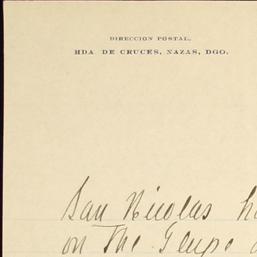 DIRECCION POSTAL,
HDA. DE CRUCES, NAZAS, DGO.
San Nicolas
on The